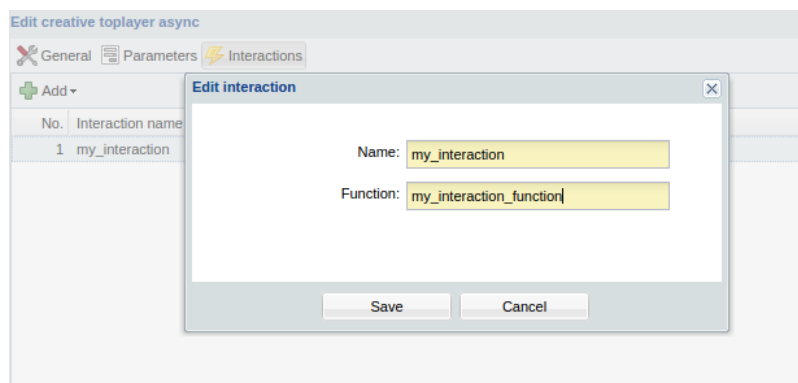 Edit creative toplayer async
General Parameters Interactions
Add
Edit interaction
No. Interaction name
1 my_interaction
Name: my_interaction
Function: my_interaction_function
Save Cancel